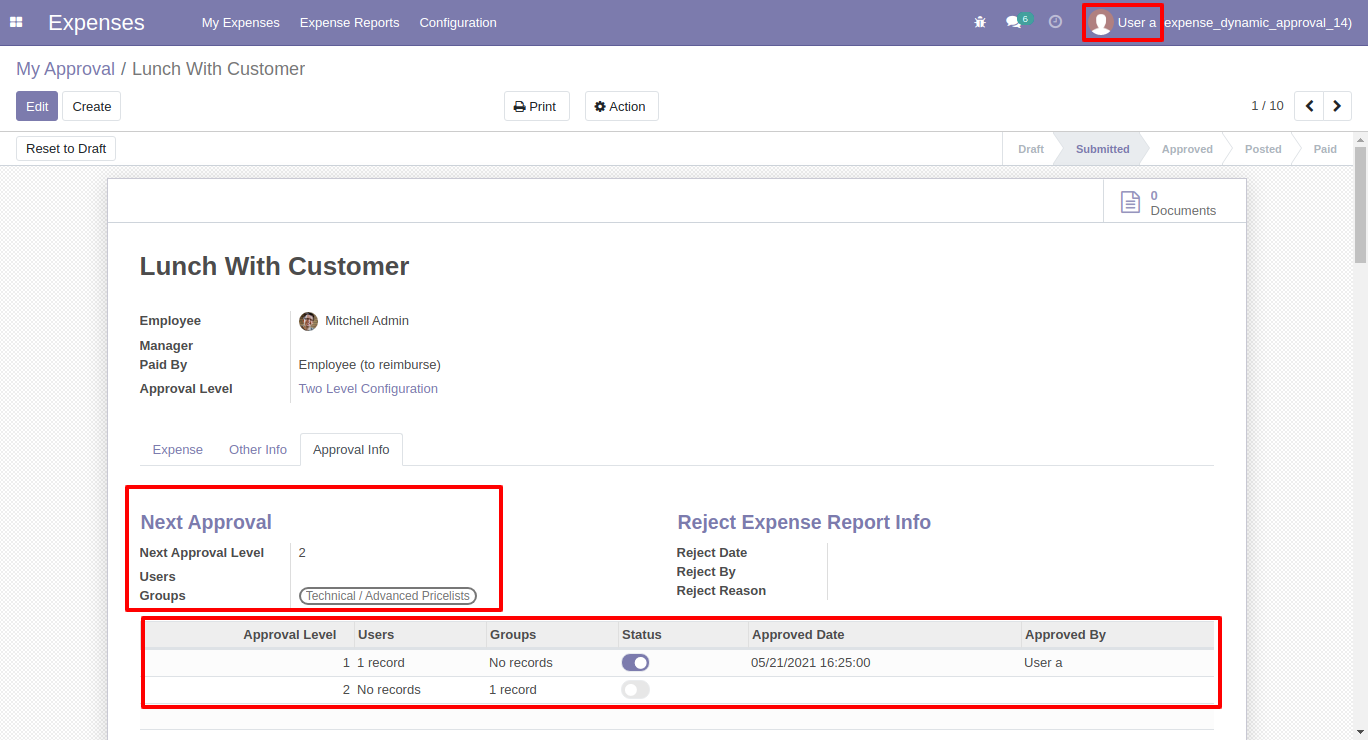 Expenses My Expenses Expense Reports Configuration 6 User a (expense_dynamic_approval_14)
My Approval / Lunch With Customer
Edit Create Print Action 1 / 10
Reset to Draft Draft Submitted Approved Posted Paid
0
Documents
Lunch With Customer
Employee Mitchell Admin
Manager
Paid By Employee (to reimburse)
Approval Level Two Level Configuration
Expense Other Info Approval Info
Next Approval Reject Expense Report Info
Next Approval Level 2 Reject Date
Users Reject By
Groups Technical / Advanced Pricelists Reject Reason
Approval Level Users Groups Status Approved Date Approved By
1 1 record No records 05/21/2021 16:25:00 User a
2 No records 1 record